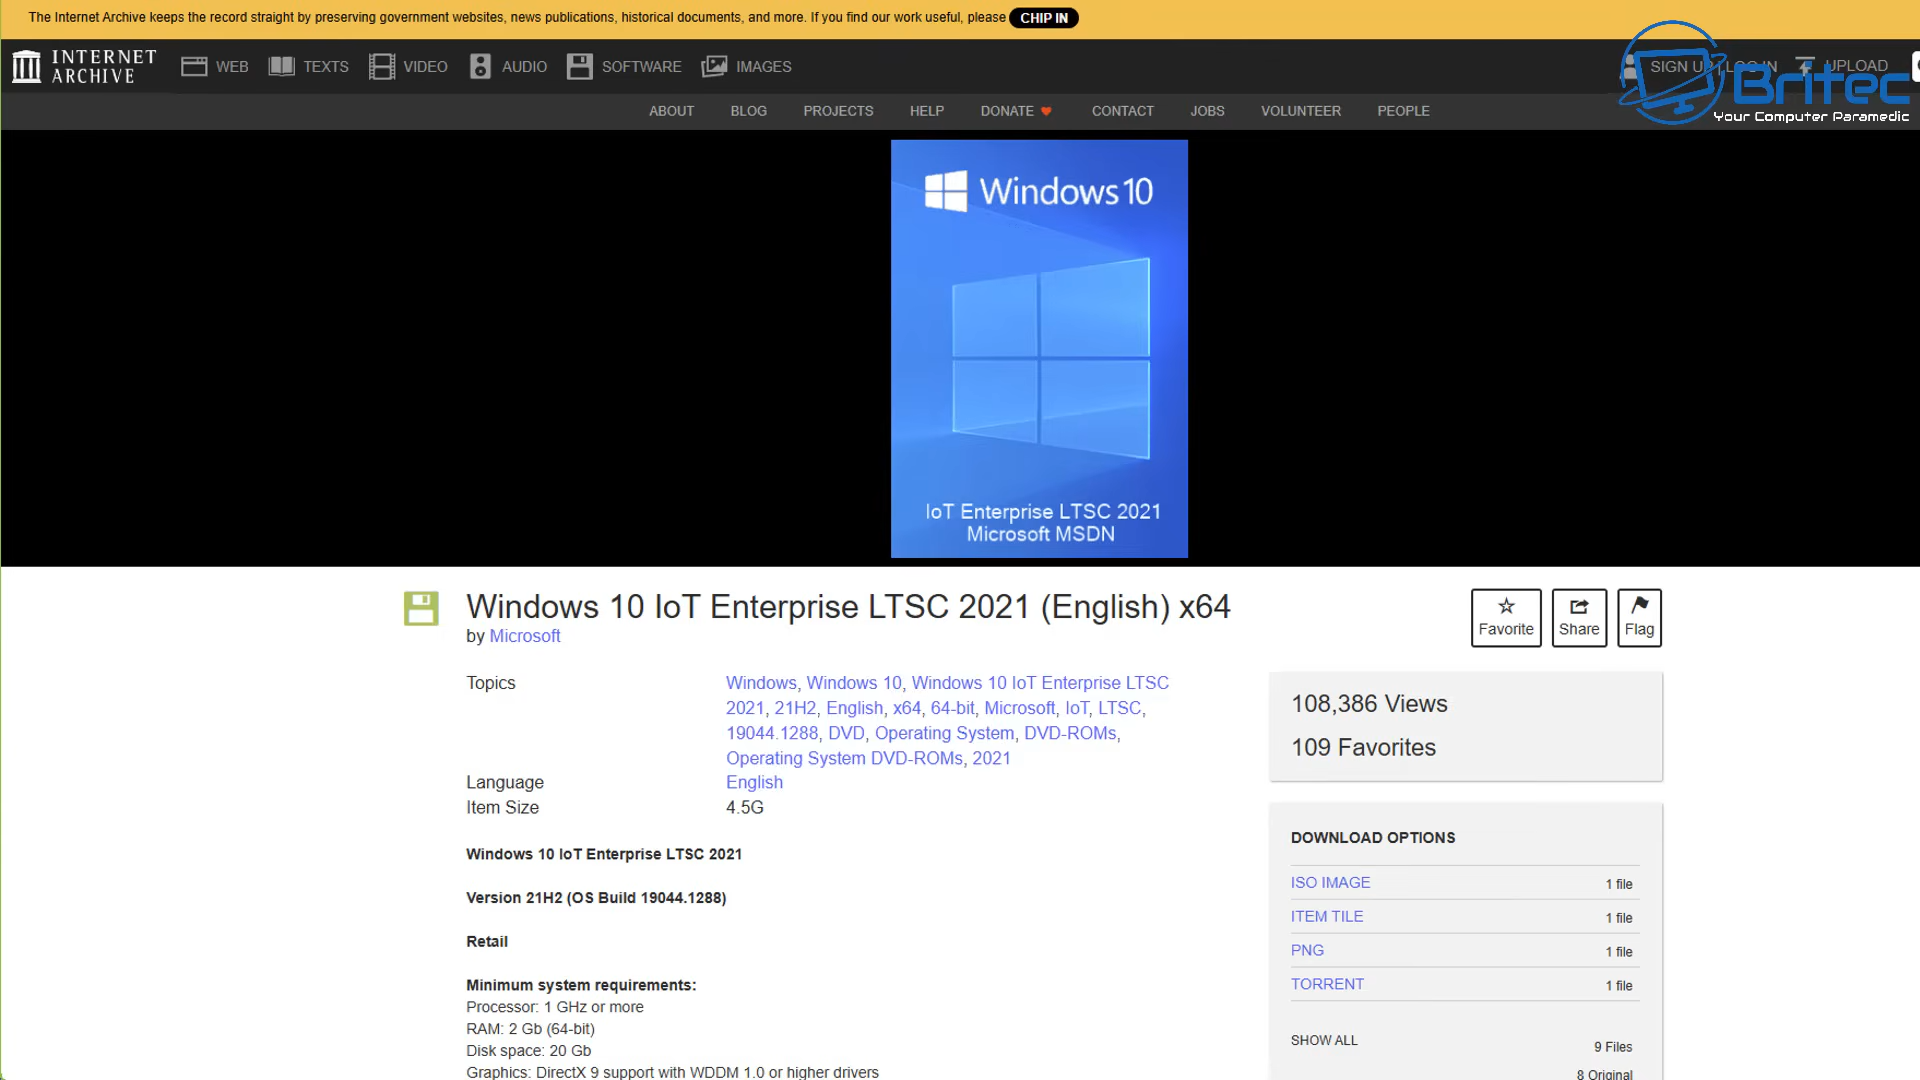 The Internet Archive keeps the record straight by preserving government websites, news publications, historical documents, and more. If you find our work useful, please CHIP IN
INTERNET ARCHIVE
WEB TEXTS VIDEO AUDIO SOFTWARE IMAGES
SIGN UP | LOG IN UPLOAD
Britec
Your Computer Paramedic
ABOUT BLOG PROJECTS HELP DONATE CONTACT JOBS VOLUNTEER PEOPLE
Windows 10
IoT Enterprise LTSC 2021
Microsoft MSDN
Windows 10 IoT Enterprise LTSC 2021 (English) x64
by Microsoft
Favorite Share Flag
Topics
Windows, Windows 10, Windows 10 IoT Enterprise LTSC
2021, 21H2, English, x64, 64-bit, Microsoft, IoT, LTSC,
19044.1288, DVD, Operating System, DVD-ROMs,
Operating System DVD-ROMs, 2021
Language English
Item Size 4.5G
Windows 10 IoT Enterprise LTSC 2021
Version 21H2 (OS Build 19044.1288)
Retail
Minimum system requirements:
Processor: 1 GHz or more
RAM: 2 Gb (64-bit)
Disk space: 20 Gb
Graphics: DirectX 9 support with WDDM 1.0 or higher drivers
108,386 Views
109 Favorites
DOWNLOAD OPTIONS
ISO IMAGE 1 file
ITEM TILE 1 file
PNG 1 file
TORRENT 1 file
SHOW ALL 9 Files
8 Original